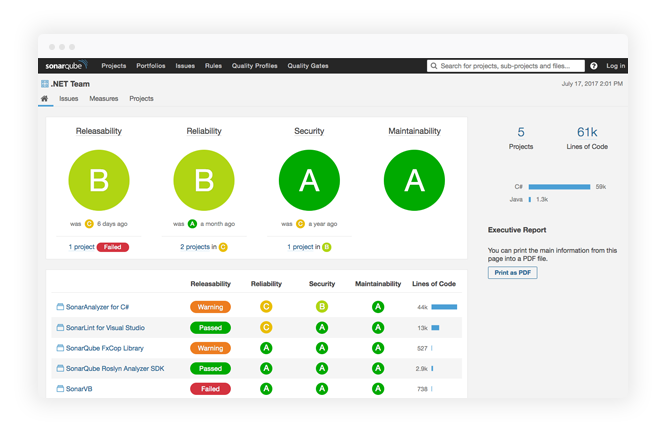 sonarqube Projects Portfolios Issues Rules Quality Profiles Quality Gates Search for projects, sub-projects and files... ? Log in
.NET Team July 17, 2017 2:01 PM
Issues Measures Projects
Releasability Reliability Security Maintainability
B B A A
was C 6 days ago was A a month ago was C a year ago
1 project Failed 2 projects in C 1 project in B
5 61k
Projects Lines of Code
C# 59k
Java 1.3k
Executive Report
You can print the main information from this
page into a PDF file.
Print as PDF
Releasability Reliability Security Maintainability Lines of Code
SonarAnalyzer for C# Warning C B A 44k
SonarLint for Visual Studio Passed C A A 13k
SonarQube FxCop Library Warning A A A 527
SonarQube Roslyn Analyzer SDK Passed A A A 2.9k
SonarVB Failed A A A 738